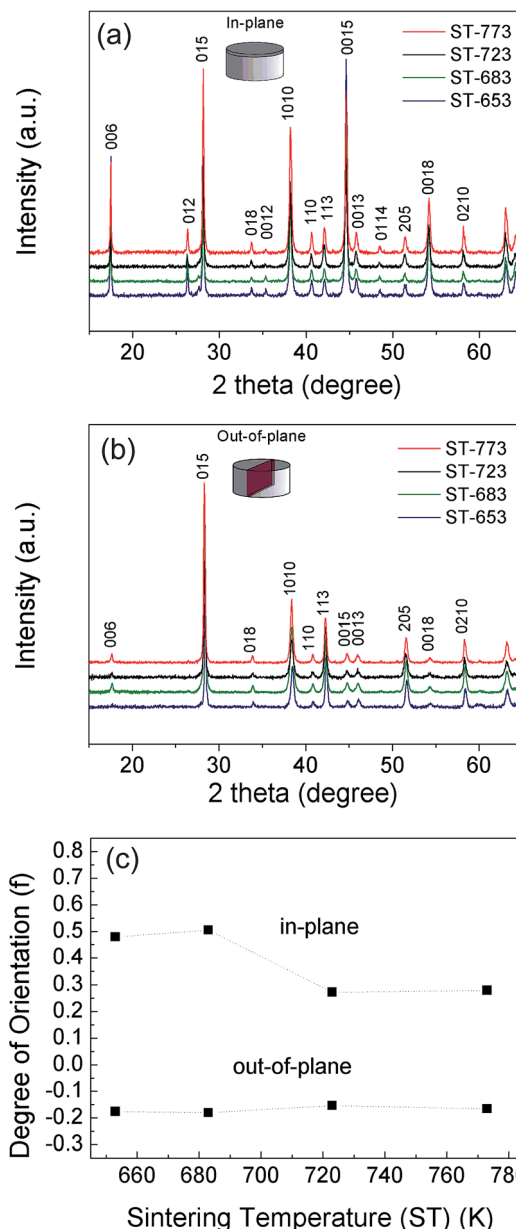 (a)
In-plane
ST-773
ST-723
ST-683
ST-653
006
012
015
018
0012
1010
110
113
0015
0013
0114
205
0018
0210
Intensity (a.u.)
20
30
40
50
60
2 theta (degree)
(b)
Out-of-plane
ST-773
ST-723
ST-683
ST-653
006
015
018
1010
110
113
0015
0013
205
0018
0210
Intensity (a.u.)
20
30
40
50
60
2 theta (degree)
(c)
0.8
0.7
0.6
0.5
0.4
0.3
0.2
0.1
0.0
-0.1
-0.2
-0.3
in-plane
out-of-plane
Degree of Orientation (f)
660 680 700 720 740 760 780
Sintering Temperature (ST) (K)